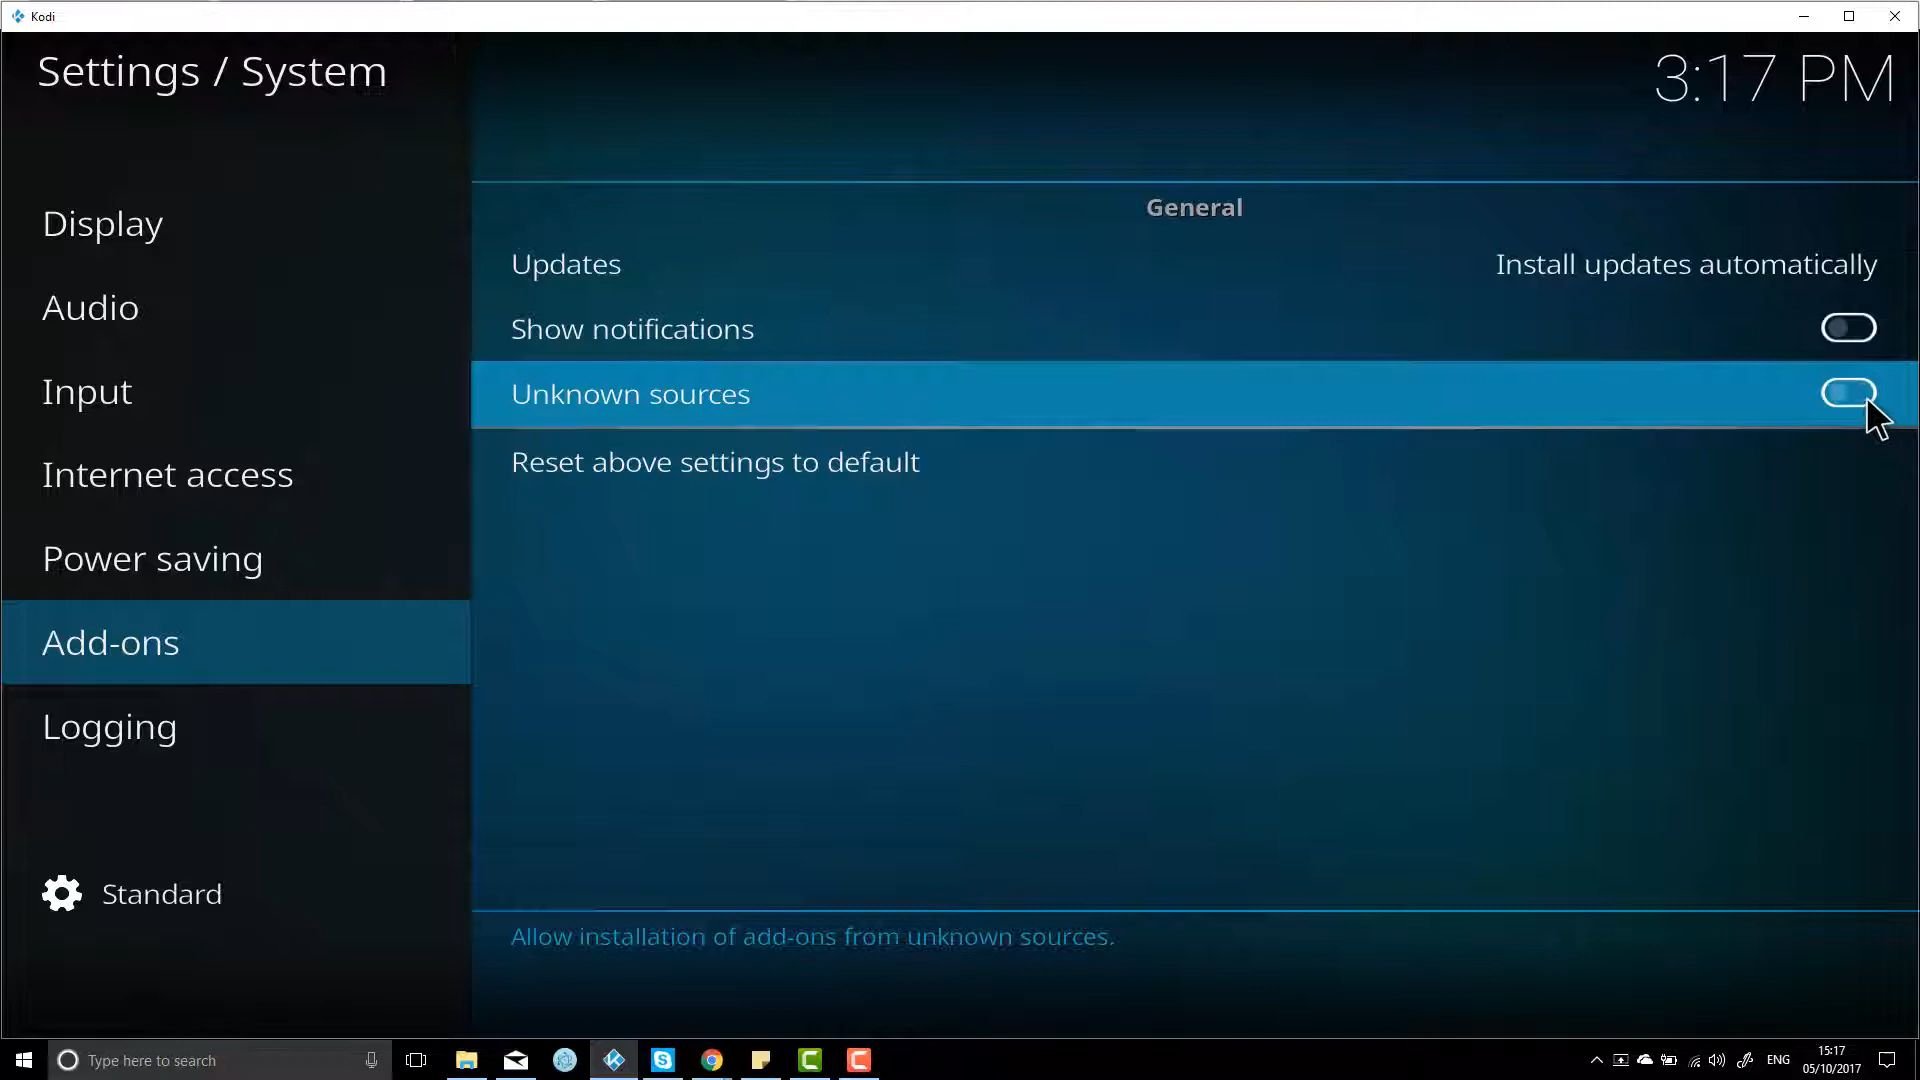 Kodi
Settings / System
3:17 PM
Display
Audio
Input
Internet access
Power saving
Add-ons
Logging
Standard
General
Updates
Install updates automatically
Show notifications
Unknown sources
Reset above settings to default
Allow installation of add-ons from unknown sources.
Type here to search
ENG
15:17
05/10/2017